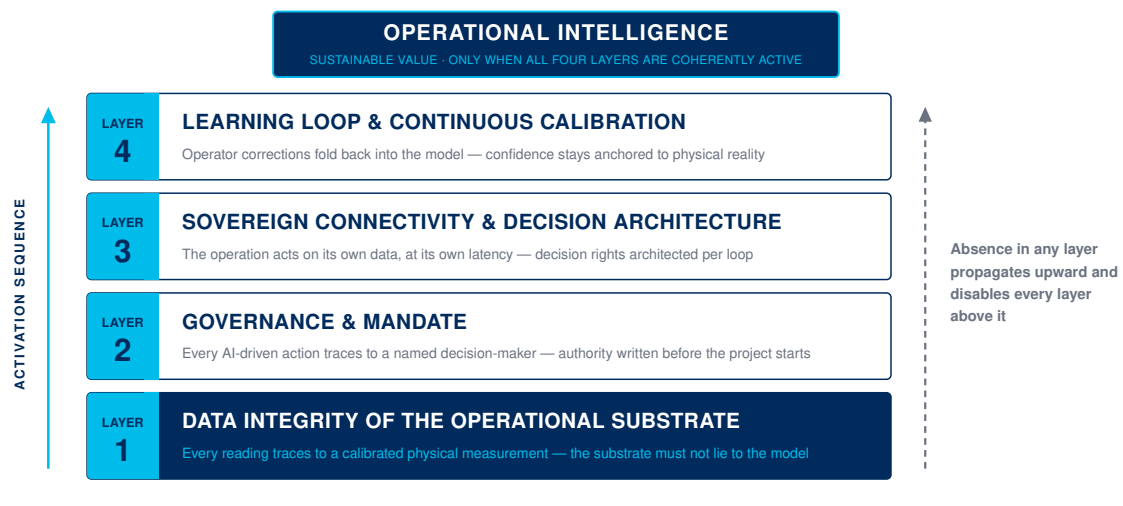 OPERATIONAL INTELLIGENCE
SUSTAINABLE VALUE · ONLY WHEN ALL FOUR LAYERS ARE COHERENTLY ACTIVE
LAYER
4
LEARNING LOOP & CONTINUOUS CALIBRATION
Operator corrections fold back into the model — confidence stays anchored to physical reality
LAYER
3
SOVEREIGN CONNECTIVITY & DECISION ARCHITECTURE
The operation acts on its own data, at its own latency — decision rights architected per loop
LAYER
2
GOVERNANCE & MANDATE
Every AI-driven action traces to a named decision-maker — authority written before the project starts
LAYER
1
DATA INTEGRITY OF THE OPERATIONAL SUBSTRATE
Every reading traces to a calibrated physical measurement — the substrate must not lie to the model
ACTIVATION SEQUENCE
Absence in any layer
propagates upward and
disables every layer
above it